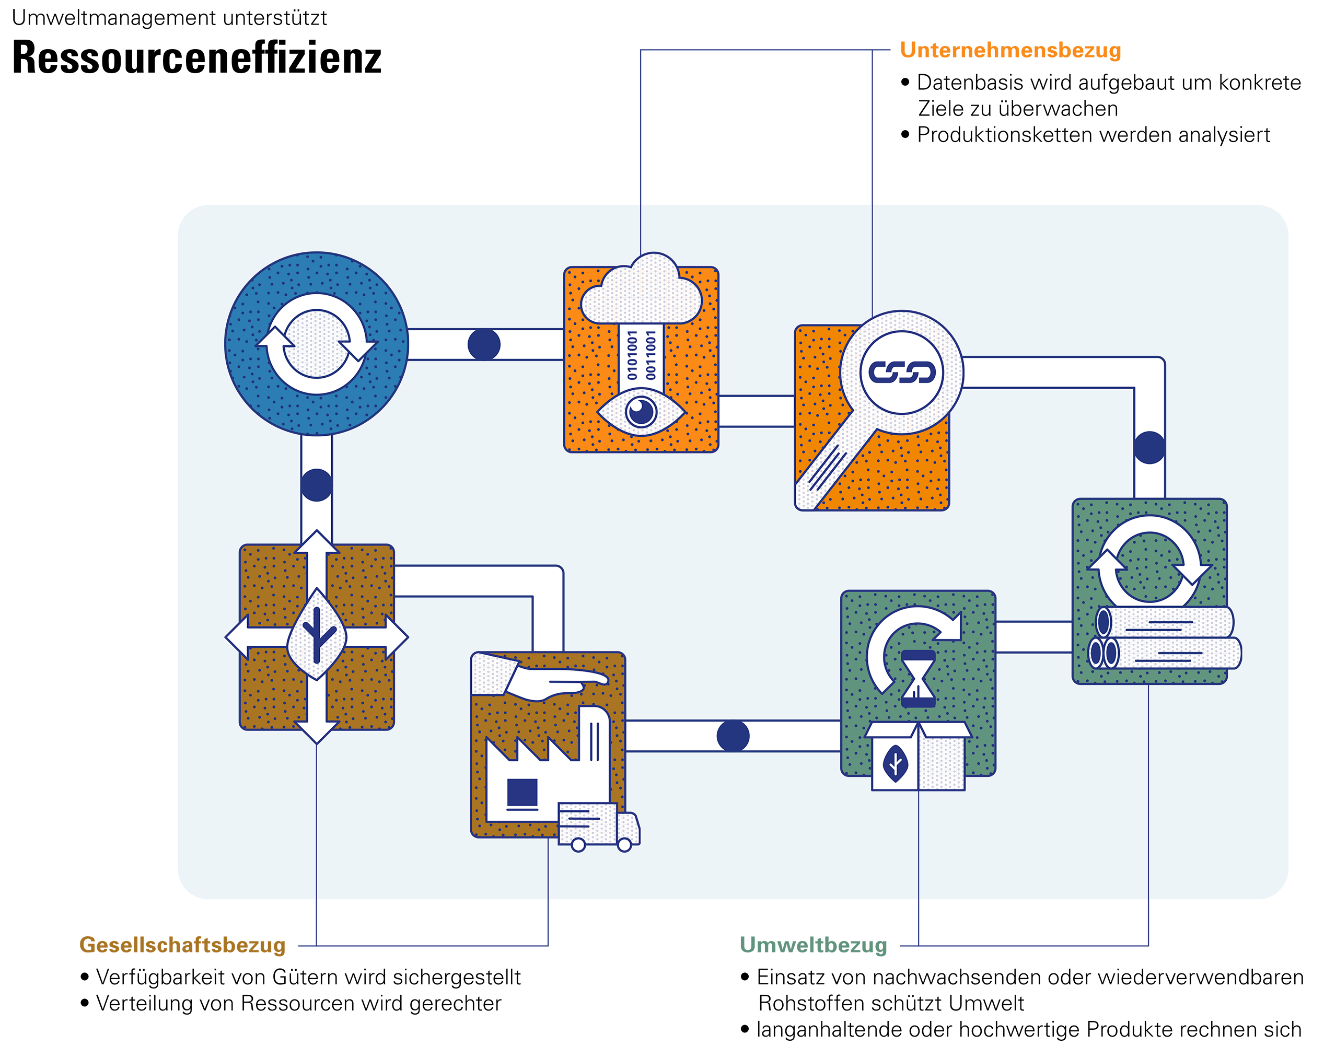 Umweltmanagement unterstützt
Ressourceneffizienz
Unternehmensbezug
• Datenbasis wird aufgebaut um konkrete
Ziele zu überwachen
• Produktionsketten werden analysiert
0101001
0011001
Gesellschaftsbezug
• Verfügbarkeit von Gütern wird sichergestellt
• Verteilung von Ressourcen wird gerechter
Umweltbezug
• Einsatz von nachwachsenden oder wiederverwendbaren
Rohstoffen schützt Umwelt
• langanhaltende oder hochwertige Produkte rechnen sich